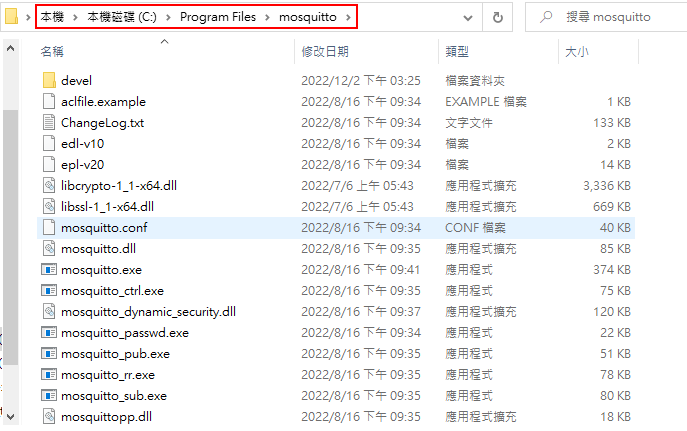 本機 > 本機磁碟 (C:) > Program Files > mosquitto > 搜尋 mosquitto
名稱 修改日期 類型 大小
devel 2022/12/2 下午 03:25 檔案資料夾
aclfile.example 2022/8/16 下午 09:34 EXAMPLE 檔案 1 KB
ChangeLog.txt 2022/8/16 下午 09:34 文字文件 133 KB
edl-v10 2022/8/16 下午 09:34 檔案 2 KB
epl-v20 2022/8/16 下午 09:34 檔案 14 KB
libcrypto-1_1-x64.dll 2022/7/6 上午 05:43 應用程式擴充 3,336 KB
libssl-1_1-x64.dll 2022/7/6 上午 05:43 應用程式擴充 669 KB
mosquitto.conf 2022/8/16 下午 09:34 CONF 檔案 40 KB
mosquitto.dll 2022/8/16 下午 09:35 應用程式擴充 85 KB
mosquitto.exe 2022/8/16 下午 09:41 應用程式 374 KB
mosquitto_ctrl.exe 2022/8/16 下午 09:35 應用程式 75 KB
mosquitto_dynamic_security.dll 2022/8/16 下午 09:37 應用程式擴充 120 KB
mosquitto_passwd.exe 2022/8/16 下午 09:34 應用程式 22 KB
mosquitto_pub.exe 2022/8/16 下午 09:35 應用程式 51 KB
mosquitto_rr.exe 2022/8/16 下午 09:35 應用程式 78 KB
mosquitto_sub.exe 2022/8/16 下午 09:35 應用程式 80 KB
mosquittopp.dll 2022/8/16 下午 09:35 應用程式擴充 18 KB